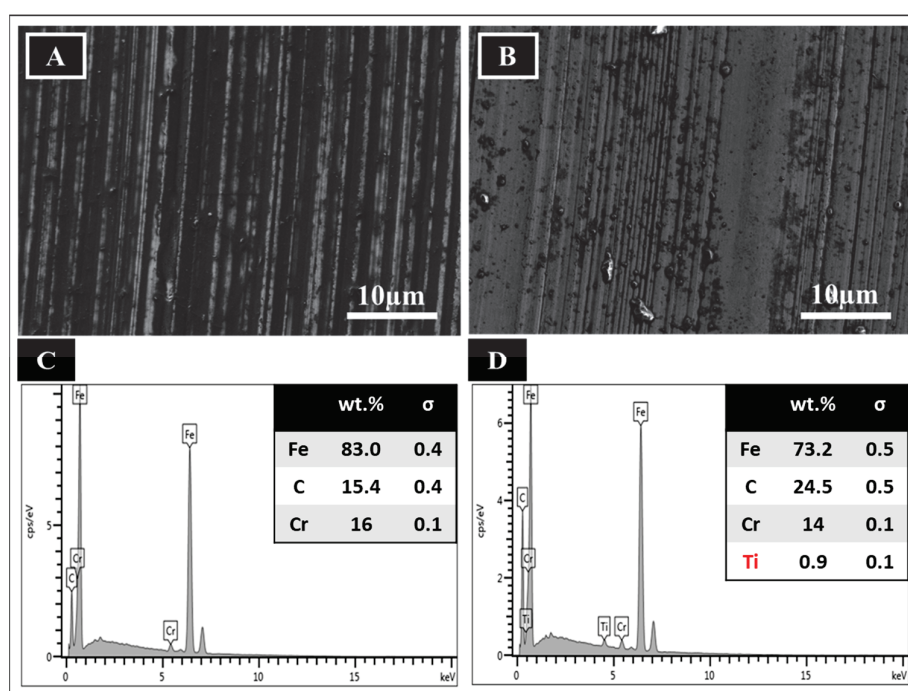 A
B
10µm
10µm
C
D
Fe
Fe
Cr
C
Cr
cps/eV
5
0
0 5 10 15 keV
wt.% σ
Fe 83.0 0.4
C 15.4 0.4
Cr 16 0.1
Fe
Fe
C
Cr
Ti
Ti
Cr
cps/eV
6
4
2
0
0 5 10 15 keV
wt.% σ
Fe 73.2 0.5
C 24.5 0.5
Cr 14 0.1
Ti 0.9 0.1